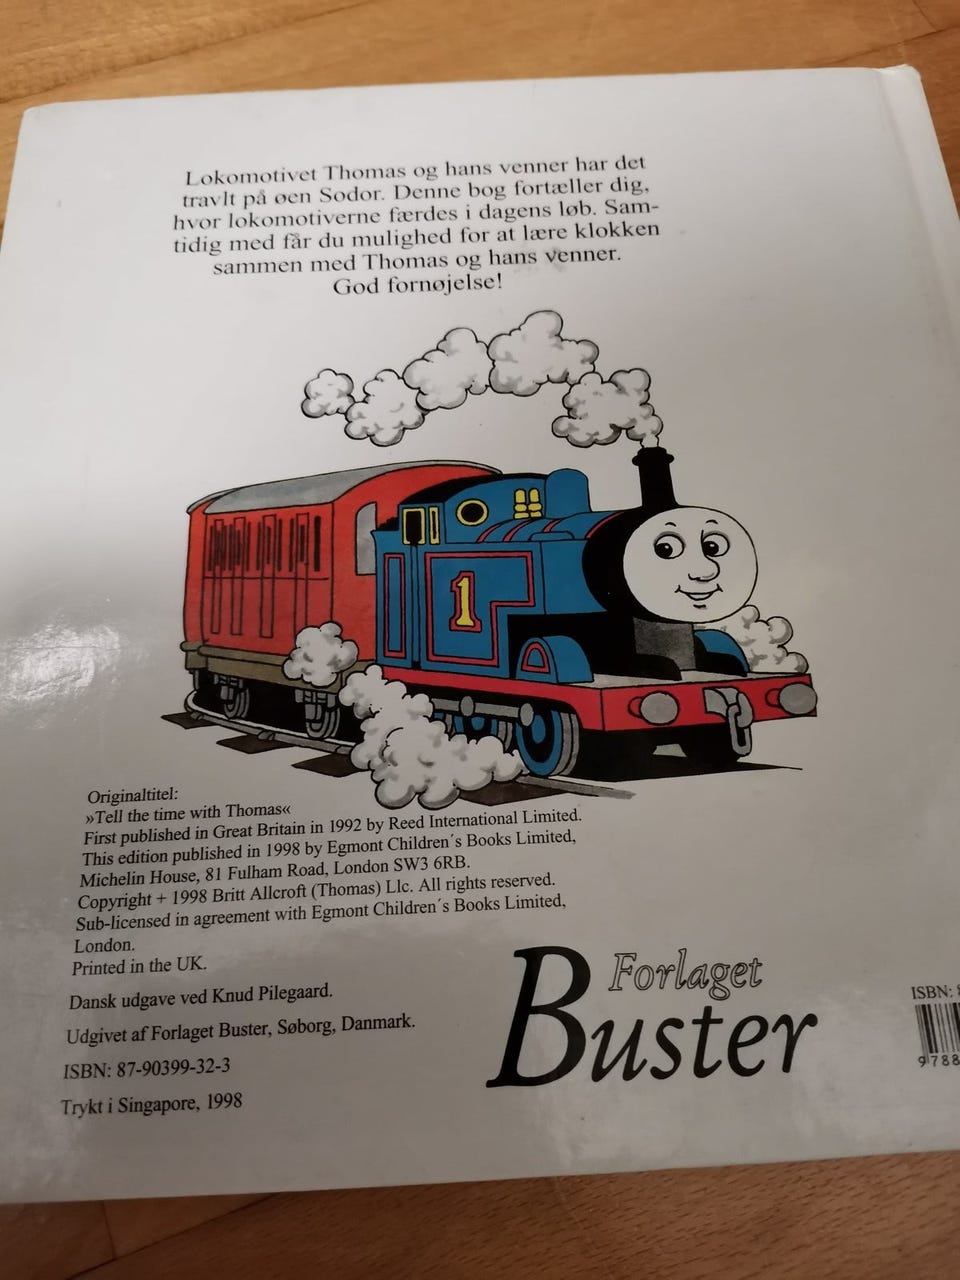 Lokomotivet Thomas og hans venner har det
travlt på øen Sodor. Denne bog fortæller dig,
hvor lokomotiverne færdes i dagens løb. Sam-
tidig med får du mulighed for at lære klokken
sammen med Thomas og hans venner.
God fornøjelse!
1
Originaltitel:
»Tell the time with Thomas«
First published in Great Britain in 1992 by Reed International Limited.
This edition published in 1998 by Egmont Children´s Books Limited,
Michelin House, 81 Fulham Road, London SW3 6RB.
Copyright + 1998 Britt Allcroft (Thomas) Llc. All rights reserved.
Sub-licensed in agreement with Egmont Children´s Books Limited,
London.
Printed in the UK.
Dansk udgave ved Knud Pilegaard.
Udgivet af Forlaget Buster, Søborg, Danmark.
ISBN: 87-90399-32-3
Trykt i Singapore, 1998
Forlaget
Buster
ISBN:
9788